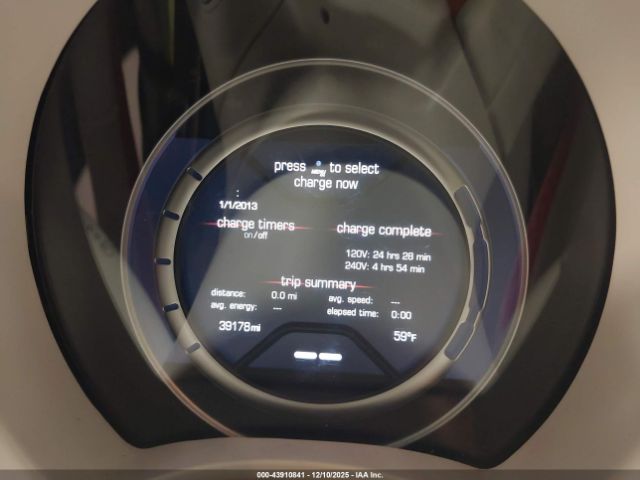 press to select
charge now
:
1/1/2013
charge timers
on/off
charge complete
120V: 24 hrs 28 min
240V: 4 hrs 54 min
trip summary
distance: 0.0 mi
avg. speed: ---
avg. energy: ---
elapsed time: 0:00
39178 mi
59°F
000-43910841 - 12/10/2025 - IAA Inc.